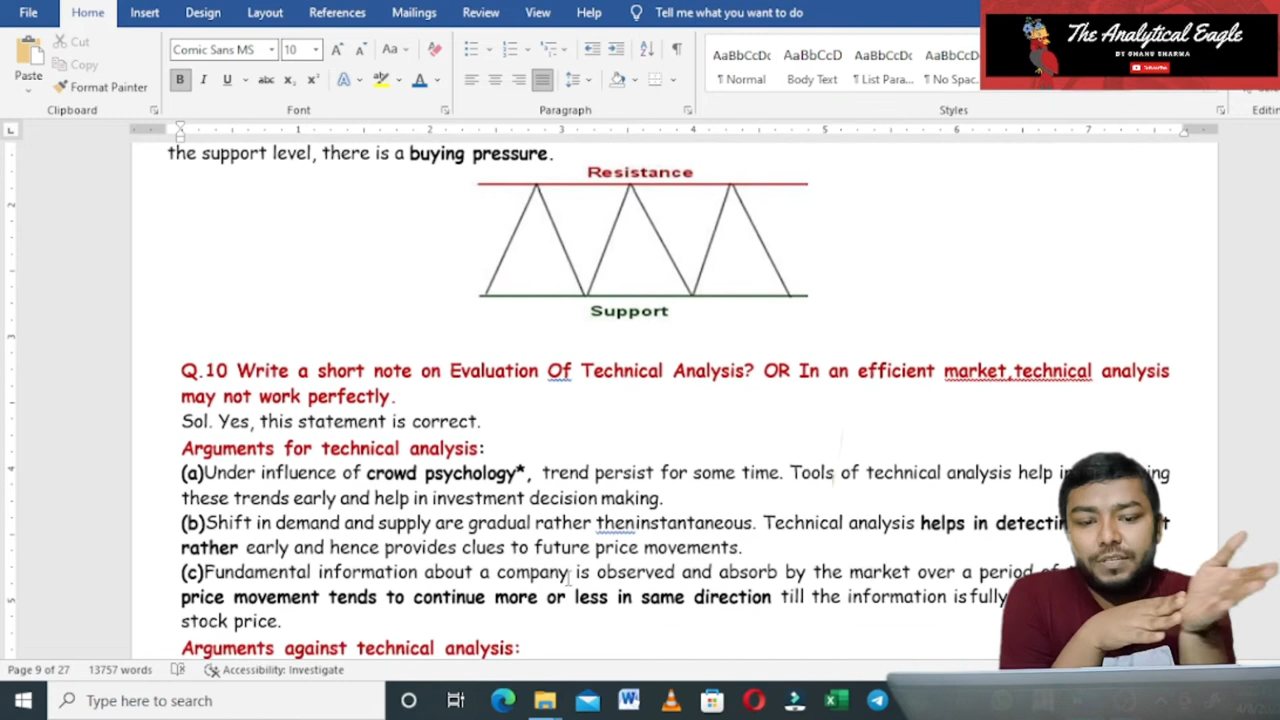 File Home Insert Design Layout References Mailings Review View Help Tell me what you want to do
The Analytical Eagle
Cut
Copy
Paste
Format Painter
Comic Sans MS 10
AaBbCcDc AaBbCcD AaBbCcDc AaBbCcDc
¶ Normal Body Text ¶ List Para... ¶ No Spac...
Clipboard Font Paragraph Styles Editin
1 2 3 4 5 6 7
the support level, there is a buying pressure.
Resistance
Support
Q.10 Write a short note on Evaluation Of Technical Analysis? OR In an efficient market,technical analysis
may not work perfectly.
Sol. Yes, this statement is correct.
Arguments for technical analysis:
(a)Under influence of crowd psychology*, trend persist for some time. Tools of technical analysis help
these trends early and help in investment decision making.
(b)Shift in demand and supply are gradual rather theninstantaneous. Technical analysis helps in
rather early and hence provides clues to future price movements.
(c)Fundamental information about a company is observed and absorb by the market over a period
price movement tends to continue more or less in same direction till the information is fully
stock price.
Arguments against technical analysis:
Page 9 of 27 13757 words Accessibility: Investigate
Type here to search